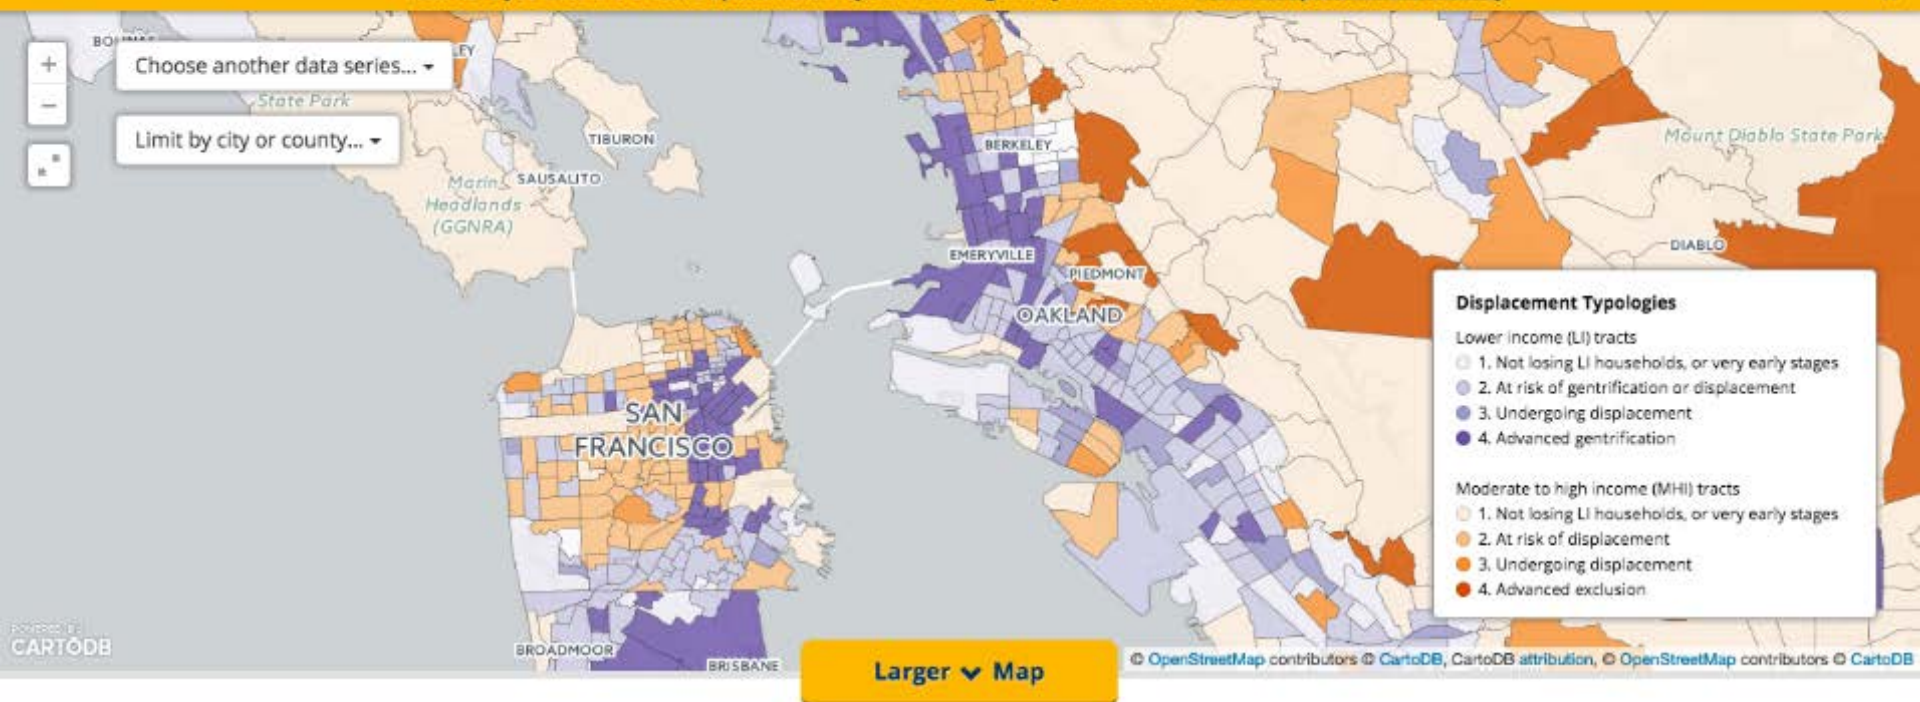 +
−
Choose another data series...
Limit by city or county...
State Park
TIBURON
SAUSALITO
Marin
Headlands
(GGNRA)
BERKELEY
EMERYVILLE
PIEDMONT
OAKLAND
Mount Diablo State Park
DIABLO
SAN
FRANCISCO
BROADMOOR
BRISBANE
Displacement Typologies
Lower income (LI) tracts
1. Not losing LI households, or very early stages
2. At risk of gentrification or displacement
3. Undergoing displacement
4. Advanced gentrification
Moderate to high income (MHI) tracts
1. Not losing LI households, or very early stages
2. At risk of displacement
3. Undergoing displacement
4. Advanced exclusion
POWERED BY
CARTODB
Larger Map
© OpenStreetMap contributors © CartoDB, CartoDB attribution, © OpenStreetMap contributors © CartoDB